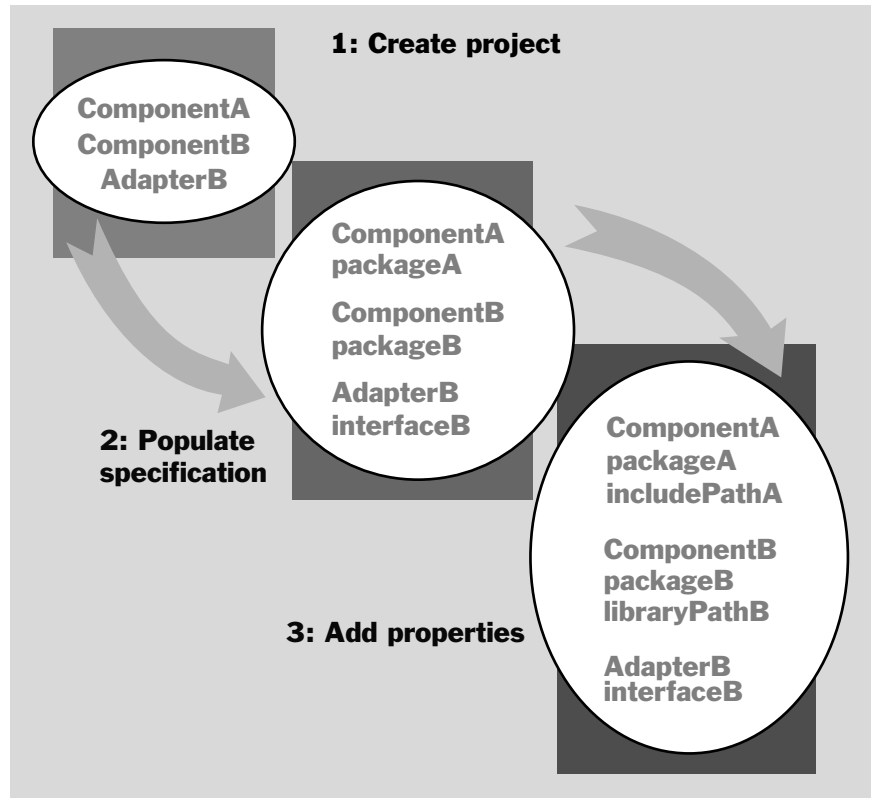 1: Create project
ComponentA
ComponentB
AdapterB
ComponentA
packageA
ComponentB
packageB
AdapterB
interfaceB
2: Populate
specification
ComponentA
packageA
includePathA
ComponentB
packageB
libraryPathB
AdapterB
interfaceB
3: Add properties